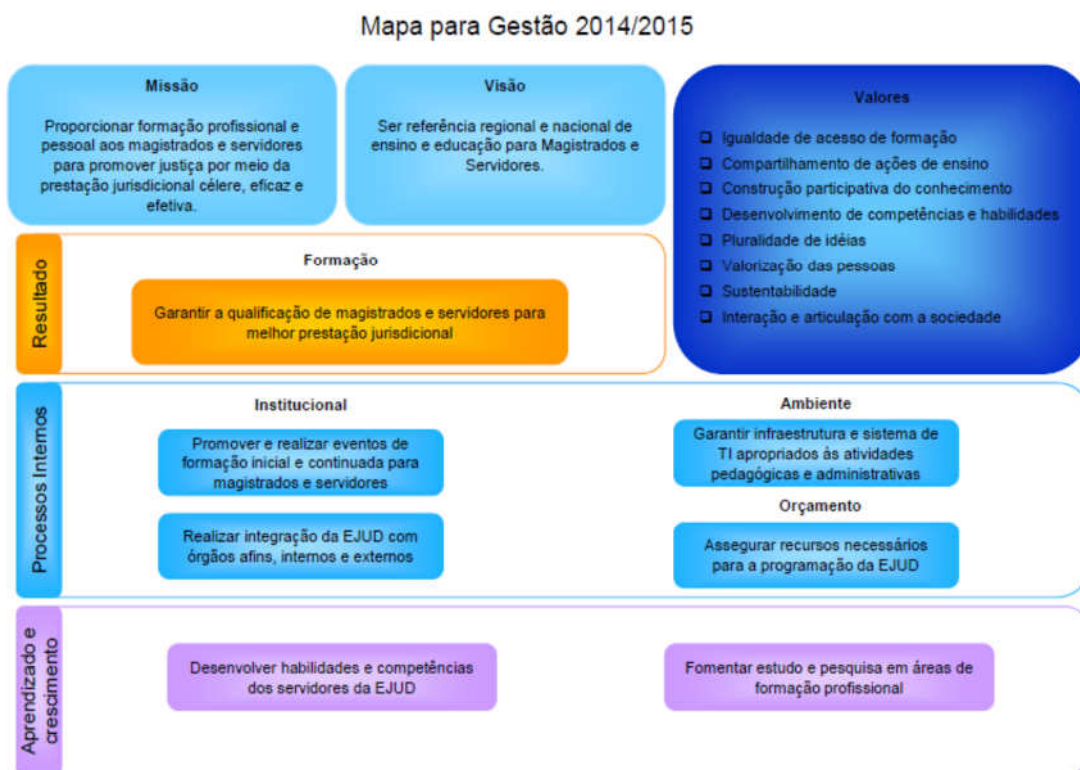 Mapa para Gestão 2014/2015
Missão
Proporcionar formação profissional e
pessoal aos magistrados e servidores
para promover justiça por meio da
prestação jurisdicional célere, eficaz e
efetiva.
Visão
Ser referência regional e nacional de
ensino e educação para Magistrados e
Servidores.
Valores
Igualdade de acesso de formação
Compartilhamento de ações de ensino
Construção participativa do conhecimento
Desenvolvimento de competências e habilidades
Pluralidade de idéias
Valorização das pessoas
Sustentabilidade
Interação e articulação com a sociedade
Resultado
Formação
Garantir a qualificação de magistrados e servidores para
melhor prestação jurisdicional
Processos Internos
Institucional
Promover e realizar eventos de
formação inicial e continuada para
magistrados e servidores
Realizar integração da EJUD com
órgãos afins, internos e externos
Ambiente
Garantir infraestrutura e sistema de
TI apropriados às atividades
pedagógicas e administrativas
Orçamento
Assegurar recursos necessários
para a programação da EJUD
Aprendizado e
crescimento
Desenvolver habilidades e competências
dos servidores da EJUD
Fomentar estudo e pesquisa em áreas de
formação profissional